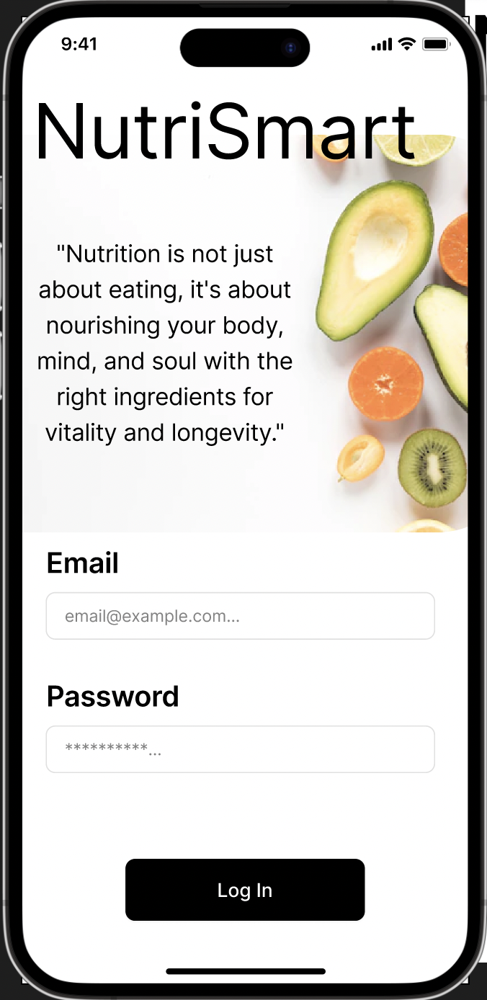 9:41
NutriSmart
"Nutrition is not just
about eating, it's about
nourishing your body,
mind, and soul with the
right ingredients for
vitality and longevity."
Email
email@example.com...
Password
**********...
Log In